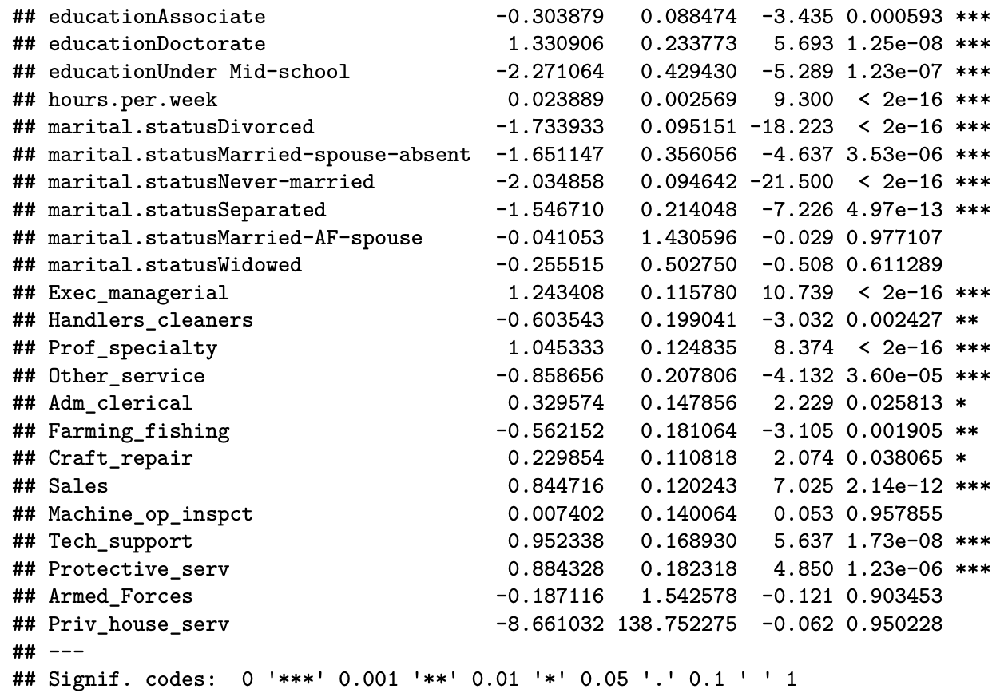 ## educationAssociate -0.303879 0.088474 -3.435 0.000593 ***
## educationDoctorate 1.330906 0.233773 5.693 1.25e-08 ***
## educationUnder Mid-school -2.271064 0.429430 -5.289 1.23e-07 ***
## hours.per.week 0.023889 0.002569 9.300 < 2e-16 ***
## marital.statusDivorced -1.733933 0.095151 -18.223 < 2e-16 ***
## marital.statusMarried-spouse-absent -1.651147 0.356056 -4.637 3.53e-06 ***
## marital.statusNever-married -2.034858 0.094642 -21.500 < 2e-16 ***
## marital.statusSeparated -1.546710 0.214048 -7.226 4.97e-13 ***
## marital.statusMarried-AF-spouse -0.041053 1.430596 -0.029 0.977107
## marital.statusWidowed -0.255515 0.502750 -0.508 0.611289
## Exec_managerial 1.243408 0.115780 10.739 < 2e-16 ***
## Handlers_cleaners -0.603543 0.199041 -3.032 0.002427 **
## Prof_specialty 1.045333 0.124835 8.374 < 2e-16 ***
## Other_service -0.858656 0.207806 -4.132 3.60e-05 ***
## Adm_clerical 0.329574 0.147856 2.229 0.025813 *
## Farming_fishing -0.562152 0.181064 -3.105 0.001905 **
## Craft_repair 0.229854 0.110818 2.074 0.038065 *
## Sales 0.844716 0.120243 7.025 2.14e-12 ***
## Machine_op_inspct 0.007402 0.140064 0.053 0.957855
## Tech_support 0.952338 0.168930 5.637 1.73e-08 ***
## Protective_serv 0.884328 0.182318 4.850 1.23e-06 ***
## Armed_Forces -0.187116 1.542578 -0.121 0.903453
## Priv_house_serv -8.661032 138.752275 -0.062 0.950228
## ---
## Signif. codes: 0 '***' 0.001 '**' 0.01 '*' 0.05 '.' 0.1 ' ' 1